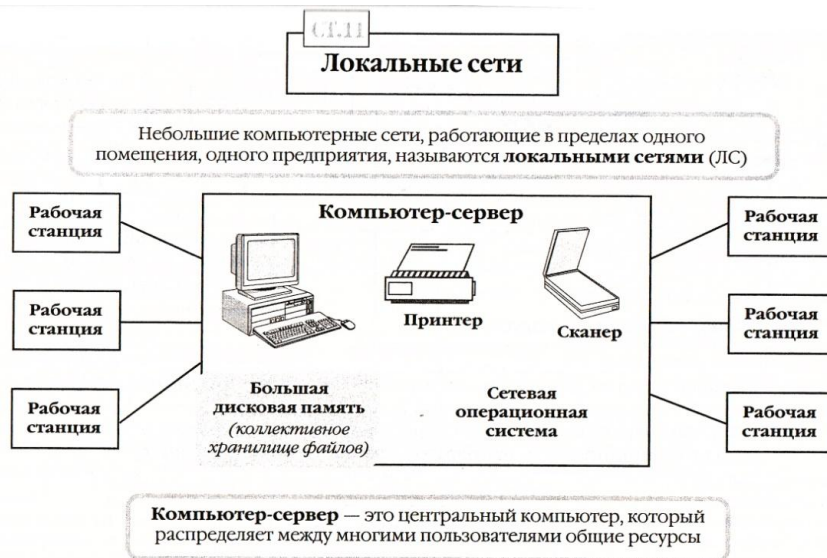 СТ.11
Локальные сети
Небольшие компьютерные сети, работающие в пределах одного
помещения, одного предприятия, называются локальными сетями (ЛС)
Рабочая
станция
Рабочая
станция
Рабочая
станция
Компьютер-сервер
Принтер
Сканер
Большая
дисковая память
(коллективное
хранилище файлов)
Сетевая
операционная
система
Рабочая
станция
Рабочая
станция
Рабочая
станция
Компьютер-сервер — это центральный компьютер, который
распределяет между многими пользователями общие ресурсы